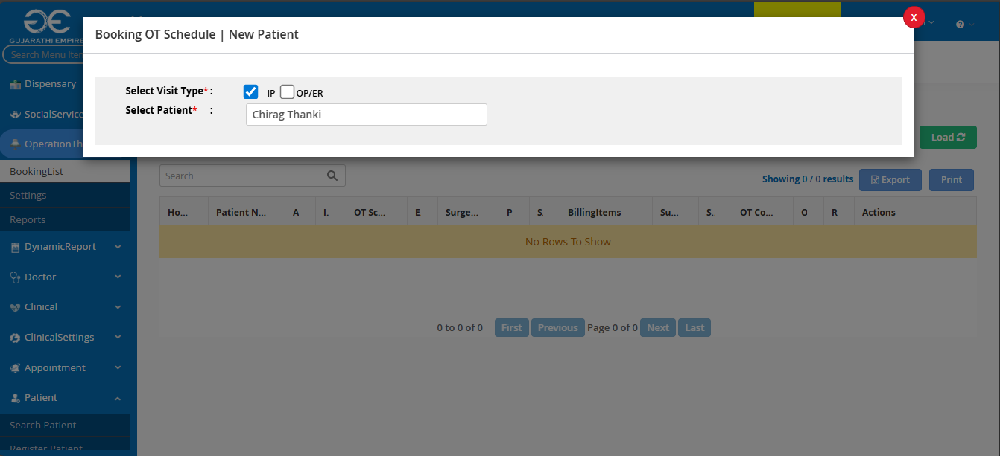 GUJARATHI EMPIRE
Search Menu Item
Dispensary
SocialService
OperationTh
BookingList
Settings
Reports
DynamicReport
Doctor
Clinical
ClinicalSettings
Appointment
Patient
Search Patient
Register Patient
Booking OT Schedule | New Patient
X
Select Visit Type* :
IP
OP/ER
Select Patient* :
Chirag Thanki
Load
Search
Showing 0 / 0 results
Export
Print
Ho... Patient N... A I. OT Sc... E Surge... P S. BillingItems Su... S.. OT Co... O R Actions
No Rows To Show
0 to 0 of 0 First Previous Page 0 of 0 Next Last